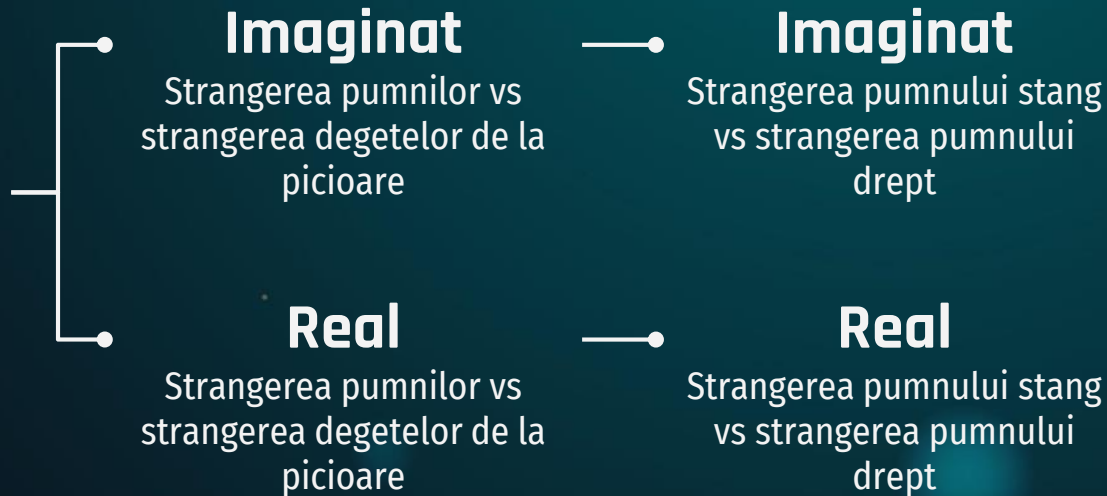 Imaginat
Strangerea pumnilor vs
strangerea degetelor de la
picioare
Imaginat
Strangerea pumnului stang
vs strangerea pumnului
drept
Real
Strangerea pumnilor vs
strangerea degetelor de la
picioare
Real
Strangerea pumnului stang
vs strangerea pumnului
drept